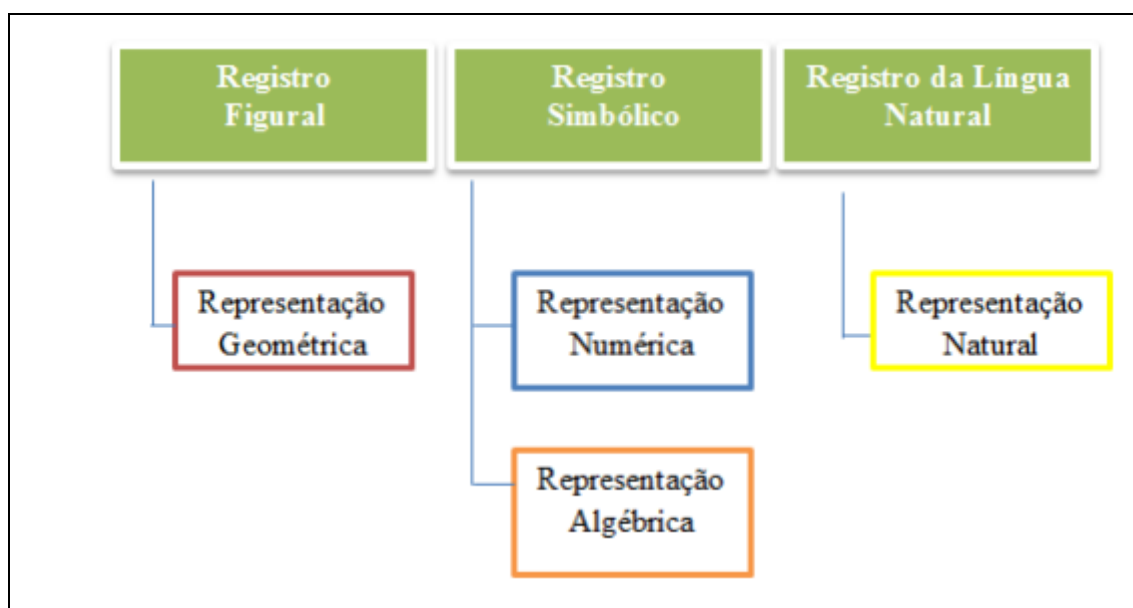 Registro
Figural
Registro
Simbólico
Registro da Língua
Natural
Representação
Geométrica
Representação
Numérica
Representação
Natural
Representação
Algébrica